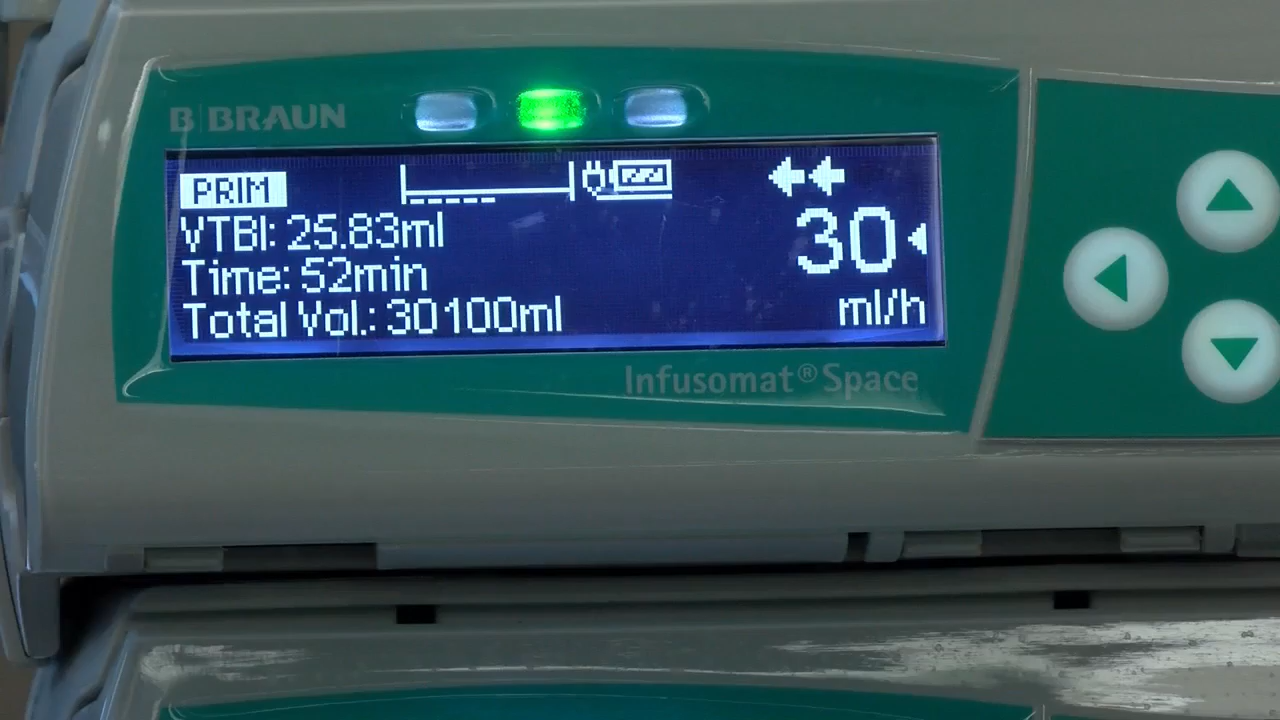 B|BRAUN
PRIM
VTBI: 25.83ml
30
Time: 52min
Total Vol.: 30100ml
ml/h
Infusomat® Space